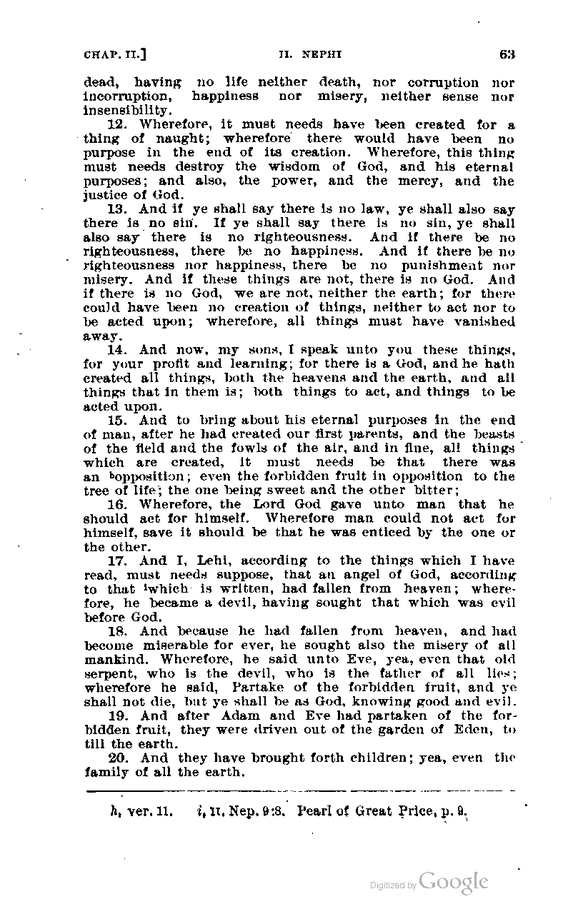 CHAP. II.] II. NEPHI 63
dead, having no life neither death, nor corruption nor
incorruption, happiness nor misery, neither sense nor
insensibility.
12. Wherefore, it must needs have been created for a
thing of naught; wherefore there would have been no
purpose in the end of its creation. Wherefore, this thing
must needs destroy the wisdom of God, and his eternal
purposes; and also, the power, and the mercy, and the
justice of God.
13. And if ye shall say there is no law, ye shall also say
there is no sin. If ye shall say there is no sin, ye shall
also say there is no righteousness. And if there be no
righteousness, there be no happiness. And if there be no
righteousness nor happiness, there be no punishment nor
misery. And if these things are not, there is no God. And
if there is no God, we are not, neither the earth; for there
could have been no creation of things, neither to act nor to
be acted upon; wherefore, all things must have vanished
away.
14. And now, my sons, I speak unto you these things,
for your profit and learning; for there is a God, and he hath
created all things, both the heavens and the earth, and all
things that in them is; both things to act, and things to be
acted upon.
15. And to bring about his eternal purposes in the end
of man, after he had created our first parents, and the beasts
of the field and the fowls of the air, and in fine, all things
which are created, it must needs be that there was
an hopposition; even the forbidden fruit in opposition to the
tree of life; the one being sweet and the other bitter;
16. Wherefore, the Lord God gave unto man that he
should act for himself. Wherefore man could not act for
himself, save it should be that he was enticed by the one or
the other.
17. And I, Lehi, according to the things which I have
read, must needs suppose, that an angel of God, according
to that iwhich is written, had fallen from heaven; where-
fore, he became a devil, having sought that which was evil
before God.
18. And because he had fallen from heaven, and had
become miserable for ever, he sought also the misery of all
mankind. Wherefore, he said unto Eve, yea, even that old
serpent, who is the devil, who is the father of all lies;
wherefore he said, Partake of the forbidden fruit, and ye
shall not die, but ye shall be as God, knowing good and evil.
19. And after Adam and Eve had partaken of the for-
bidden fruit, they were driven out of the garden of Eden, to
till the earth.
20. And they have brought forth children; yea, even the
family of all the earth.
h, ver. 11. i, II. Nep. 9:8. Pearl of Great Price, p. 9.
Digitized by Google